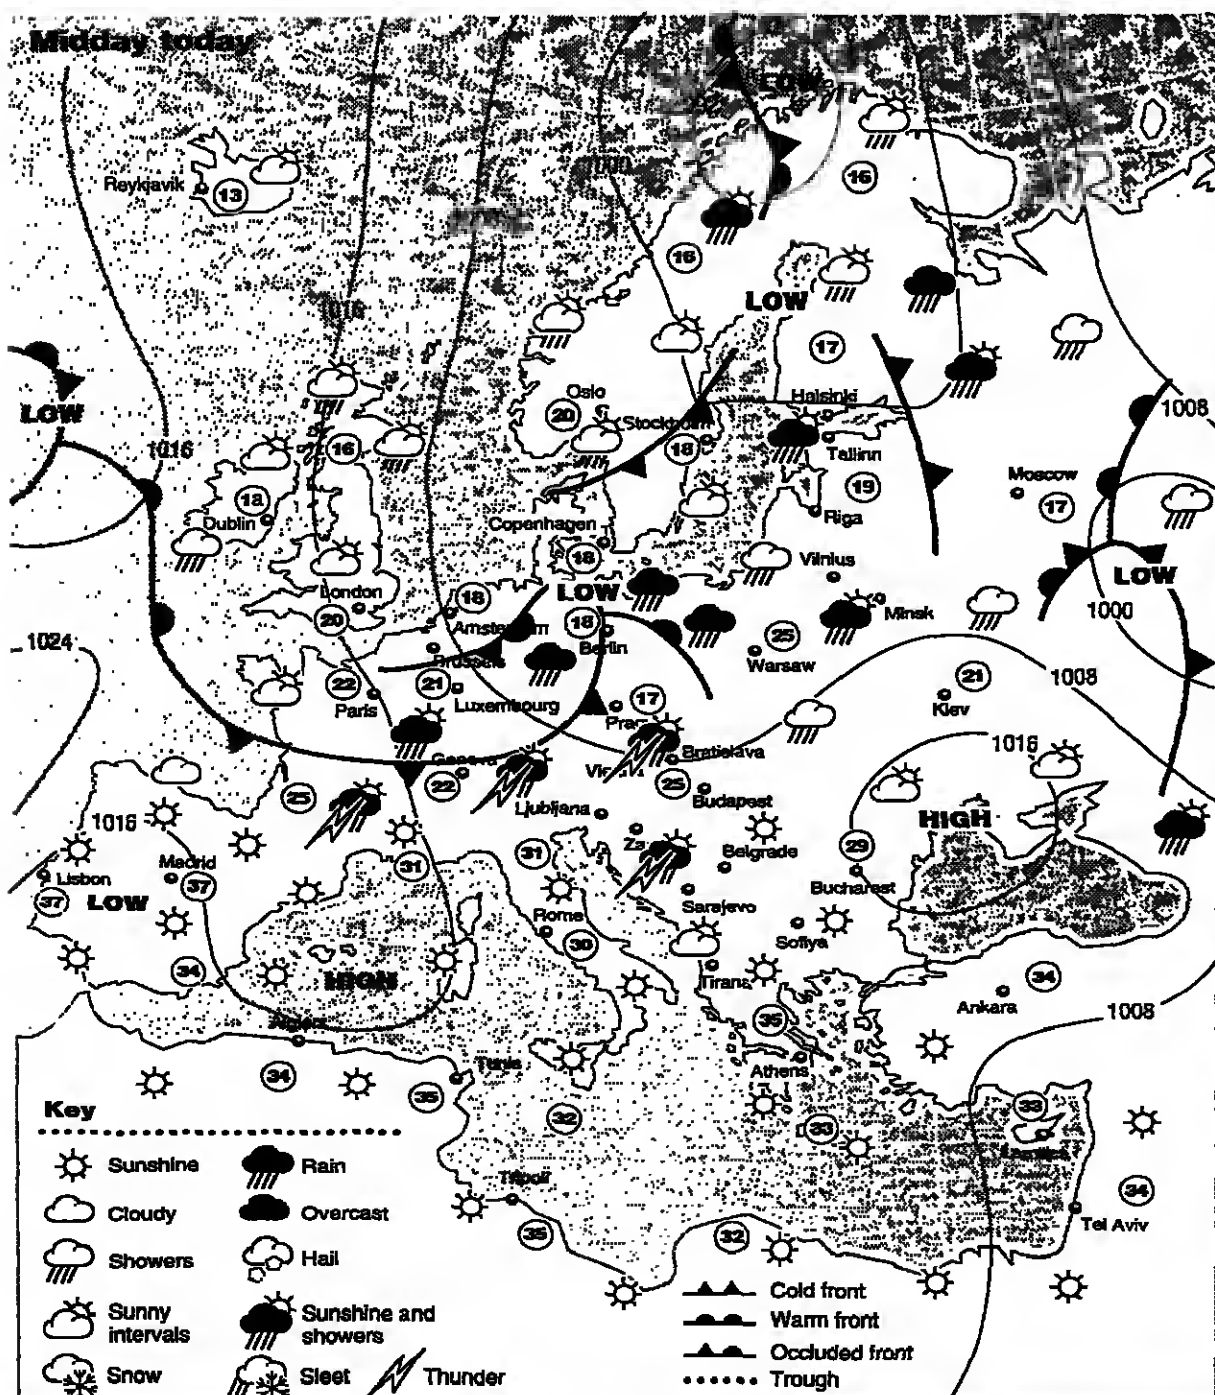 Midday today
LOW
16
Reykjavik
13
1000
16
16
1016
LOW
17
LOW
1016
Oslo
20
Helsinki
Stockholm
18
Tallinn
1008
16
18
Dublin
19
Riga
Moscow
17
Copenhagen
18
Vilnius
LOW
LOW
London
20
18
Amsterdam
18
Berlin
Minsk
1000
1024
Brussels
25
Warsaw
22
Paris
21
Luxembourg
17
21
Kiev
1008
Bratislava
1016
Geneva
22
25
25
Budapest
Ljubljana
1016
HIGH
Madrid
37
31
31
Belgrade
29
Bucharest
Lisbon
37
LOW
Sarajevo
Rome
30
Sofiya
34
HIGH
Tirana
34
Ankara
35
1008
Algiers
34
Tunis
35
Athens
32
33
33
Tripoli
34
Tel Aviv
35
32
Key
Sunshine
Rain
Cloudy
Overcast
Showers
Hail
Sunny
intervals
Sunshine and
showers
Snow
Sleet
Thunder
Cold front
Warm front
Occluded front
Trough